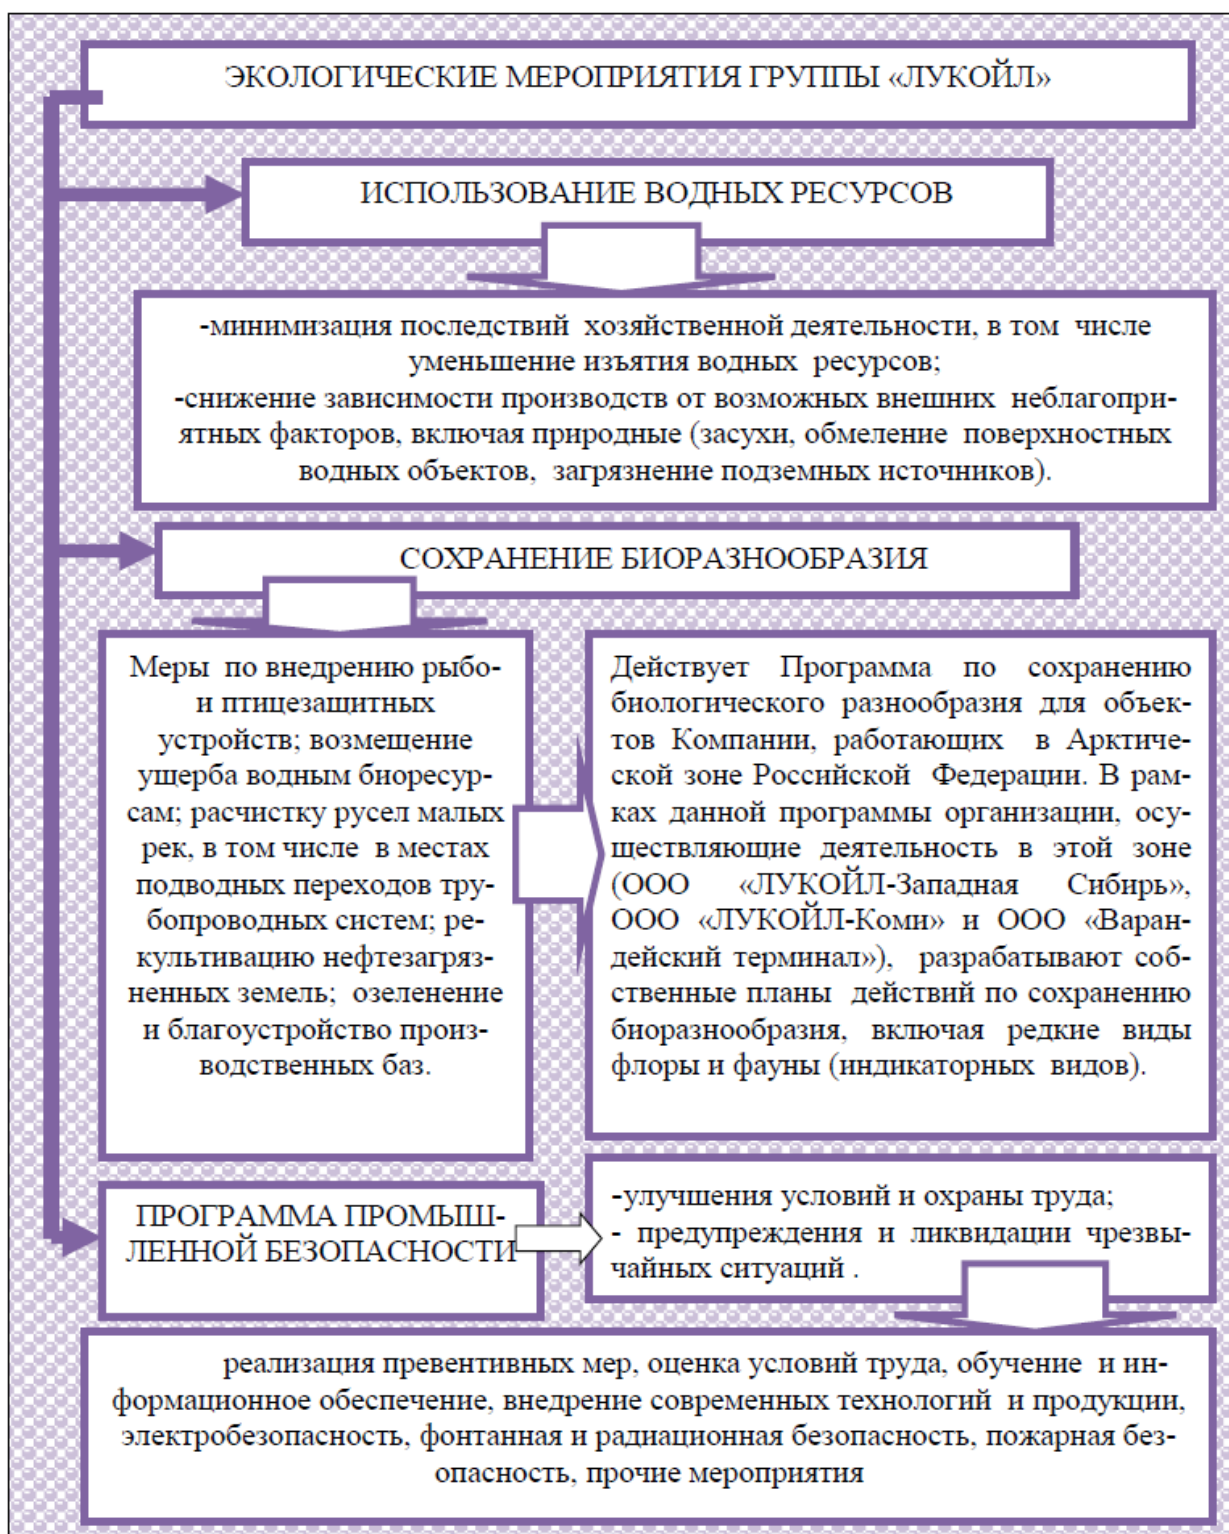 ЭКОЛОГИЧЕСКИЕ МЕРОПРИЯТИЯ ГРУППЫ «ЛУКОЙЛ»
ИСПОЛЬЗОВАНИЕ ВОДНЫХ РЕСУРСОВ
-минимизация последствий хозяйственной деятельности, в том числе
уменьшение изъятия водных ресурсов;
-снижение зависимости производств от возможных внешних неблагопри-
ятных факторов, включая природные (засухи, обмеление поверхностных
водных объектов, загрязнение подземных источников).
СОХРАНЕНИЕ БИОРАЗНООБРАЗИЯ
Меры по внедрению рыбо-
и птицезащитных
устройств; возмещение
ущерба водным биоресур-
сам; расчистку русел малых
рек, в том числе в местах
подводных переходов тру-
бопроводных систем; ре-
культивацию нефтезагряз-
ненных земель; озеленение
и благоустройство произ-
водственных баз.
Действует Программа по сохранению
биологического разнообразия для объек-
тов Компании, работающих в Арктиче-
ской зоне Российской Федерации. В рам-
ках данной программы организации, осу-
ществляющие деятельность в этой зоне
(ООО «ЛУКОЙЛ-Западная Сибирь»,
ООО «ЛУКОЙЛ-Коми» и ООО «Варан-
дейский терминал»), разрабатывают соб-
ственные планы действий по сохранению
биоразнообразия, включая редкие виды
флоры и фауны (индикаторных видов).
ПРОГРАММА ПРОМЫШ-
ЛЕННОЙ БЕЗОПАСНОСТИ
-улучшения условий и охраны труда;
- предупреждения и ликвидации чрезвы-
чайных ситуаций .
реализация превентивных мер, оценка условий труда, обучение и ин-
формационное обеспечение, внедрение современных технологий и продукции,
электробезопасность, фонтанная и радиационная безопасность, пожарная без-
опасность, прочие мероприятия